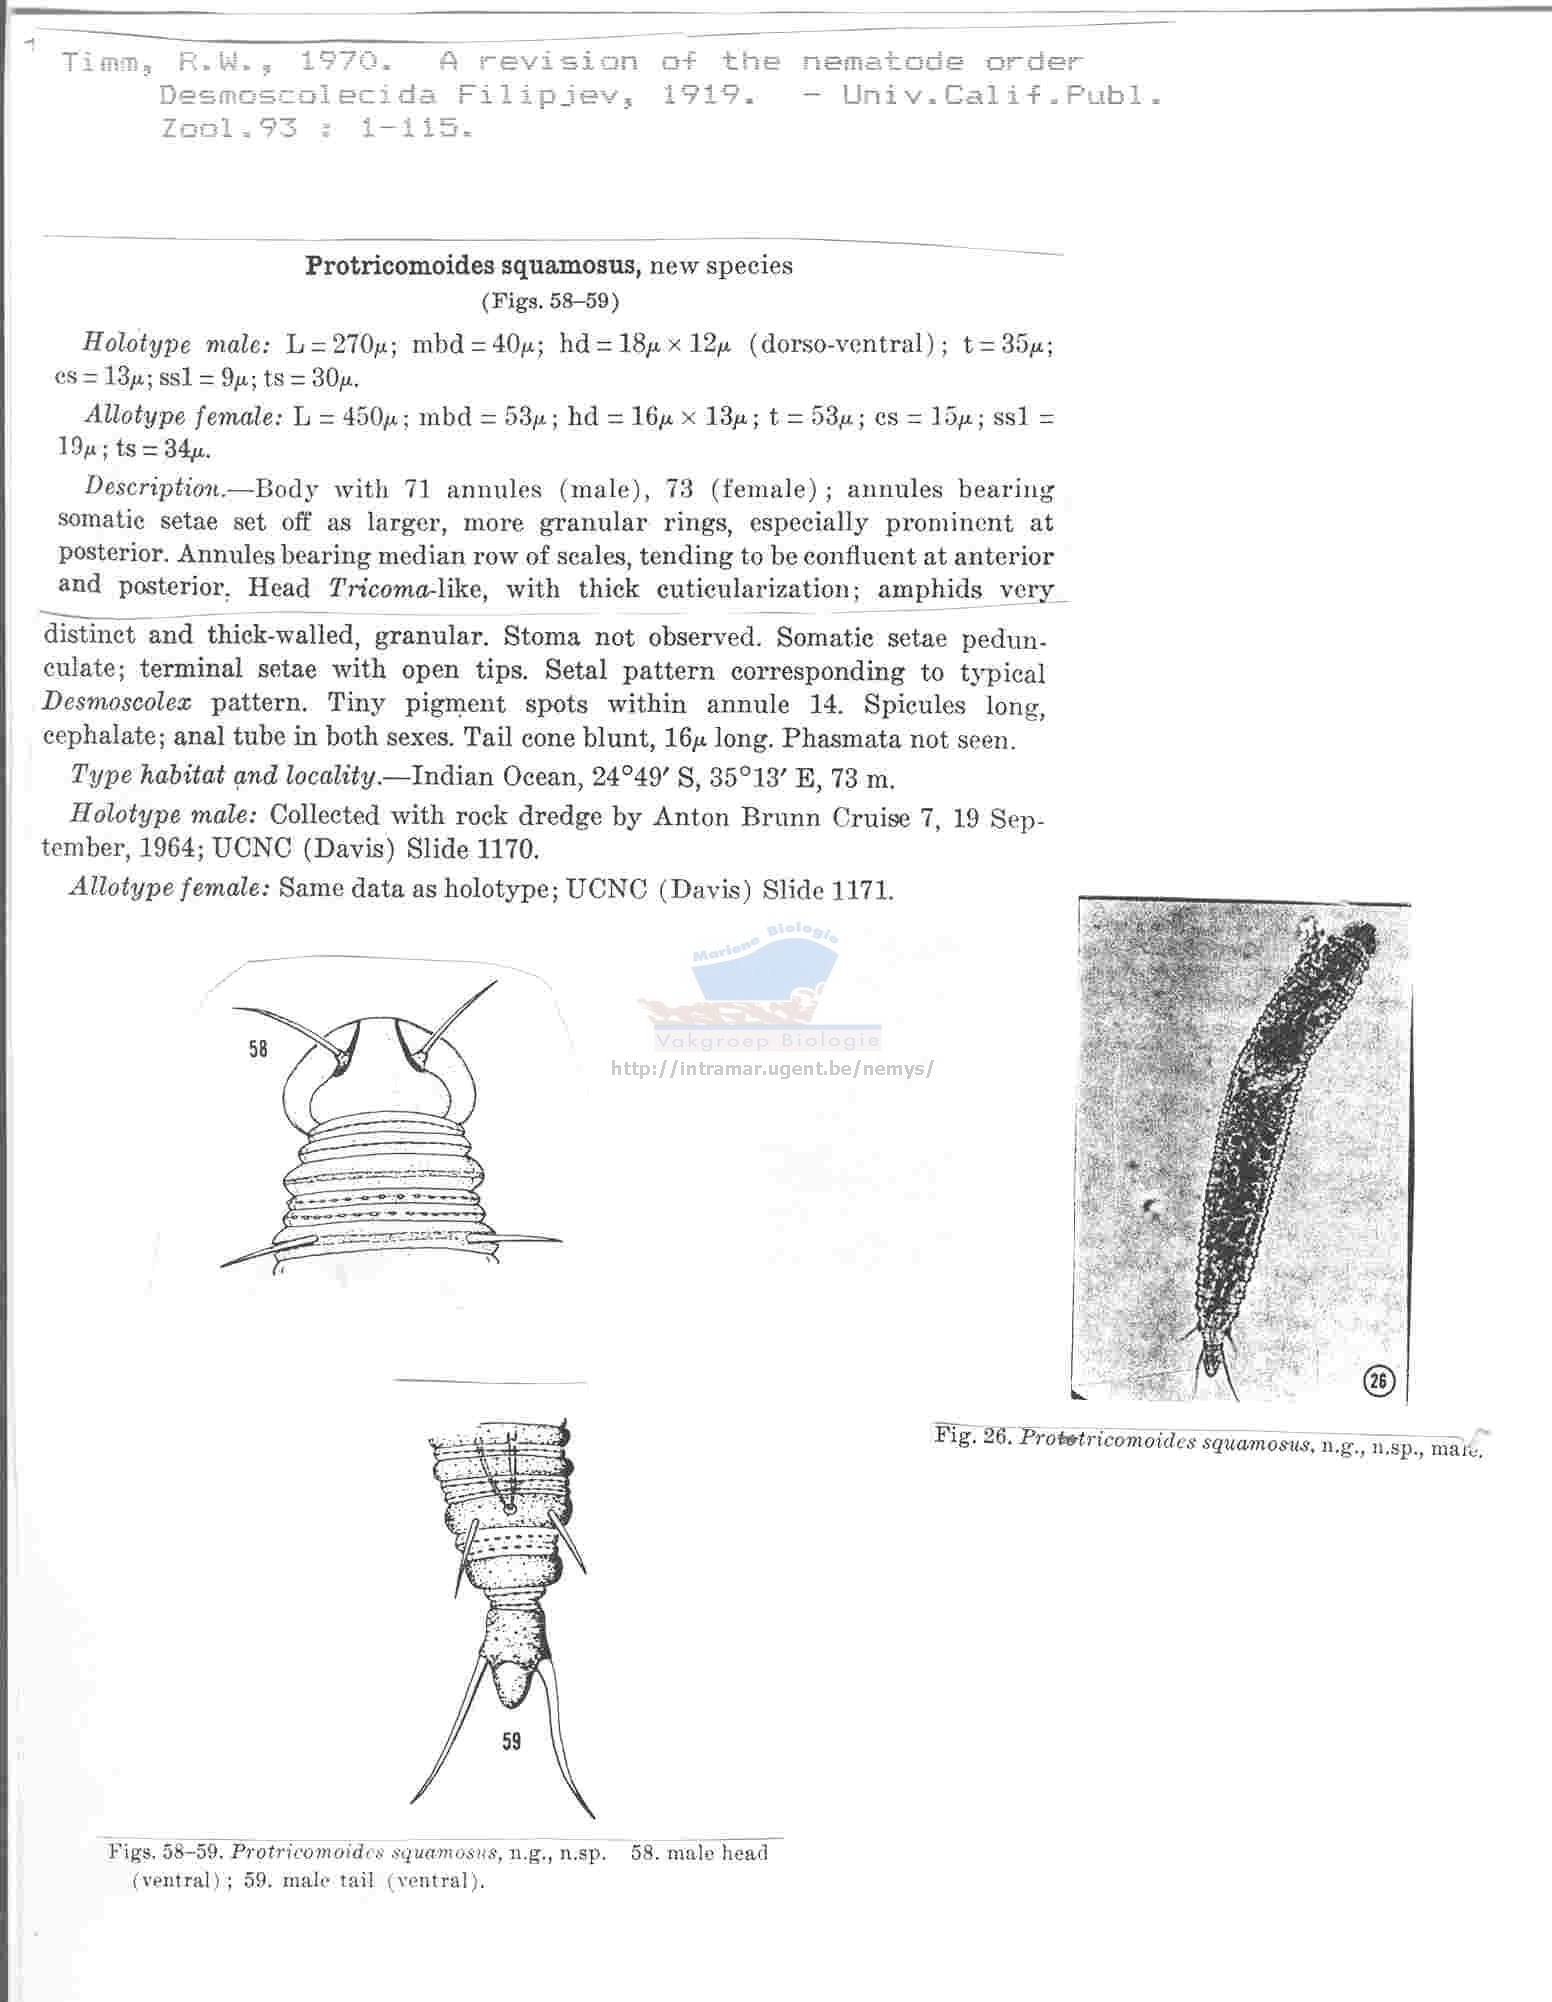 Timm, R.W., 1970. A revision of the nematode order
Desmoscolecida Filipjev, 1919. - Univ.Calif.Publ.
Zool.93 : 1-115.
Protricomoides squamosus, new species
(Figs. 58–59)
Holotype male: L = 270μ; mbd = 40μ; hd = 18μ × 12μ (dorso-ventral); t = 35μ;
cs = 13μ; ssl = 9μ; ts = 30μ.
Allotype female: L = 450μ; mbd = 53μ; hd = 16μ × 13μ; t = 53μ; cs = 15μ; ssl =
19μ; ts = 34μ.
Description.—Body with 71 annules (male), 73 (female); annules bearing
somatic setae set off as larger, more granular rings, especially prominent at
posterior. Annules bearing median row of scales, tending to be confluent at anterior
and posterior. Head Tricoma-like, with thick cuticularization; amphids very
distinct and thick-walled, granular. Stoma not observed. Somatic setae pedun-
culate; terminal setae with open tips. Setal pattern corresponding to typical
Desmoscolex pattern. Tiny pigment spots within annule 14. Spicules long,
cephalate; anal tube in both sexes. Tail cone blunt, 16μ long. Phasmata not seen.
Type habitat and locality.—Indian Ocean, 24°49′ S, 35°13′ E, 73 m.
Holotype male: Collected with rock dredge by Anton Brunn Cruise 7, 19 Sep-
tember, 1964; UCNC (Davis) Slide 1170.
Allotype female: Same data as holotype; UCNC (Davis) Slide 1171.
Mariene Biologie
Vakgroep Biologie
http://intramar.ugent.be/nemys/
58
26
Fig. 26. Prototricomoides squamosus, n.g., n.sp., male.
59
Figs. 58–59. Protricomoides squamosus, n.g., n.sp. 58. male head
(ventral); 59. male tail (ventral).